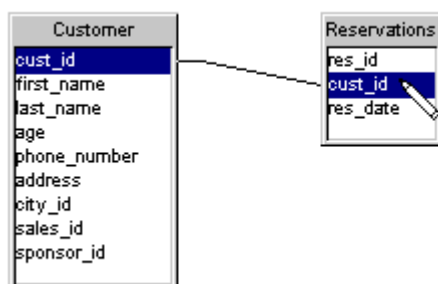 Customer
cust_id
first_name
last_name
age
phone_number
address
city_id
sales_id
sponsor_id
Reservations
res_id
cust_id
res_date